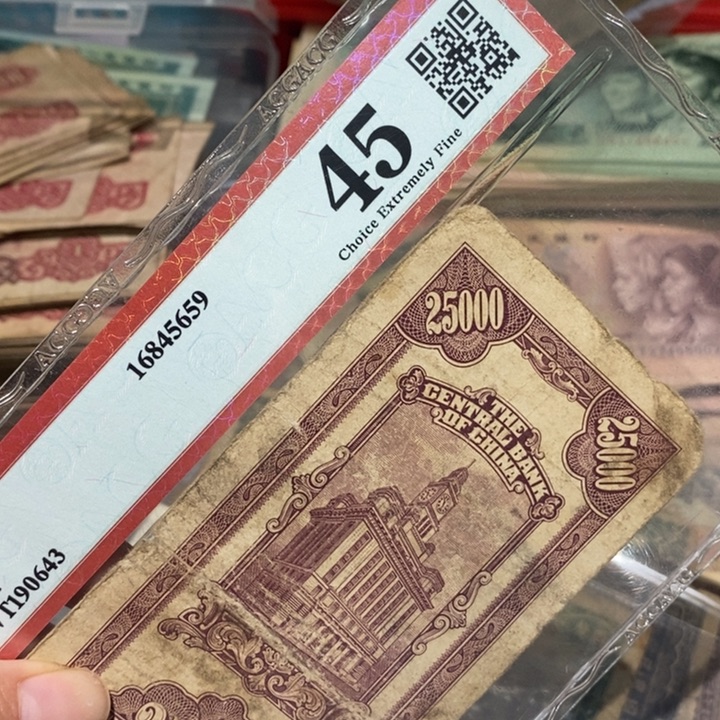 45
Choice Extremely Fine
16845659
T190643
25000
25000
THE
CENTRAL BANK
OF CHINA